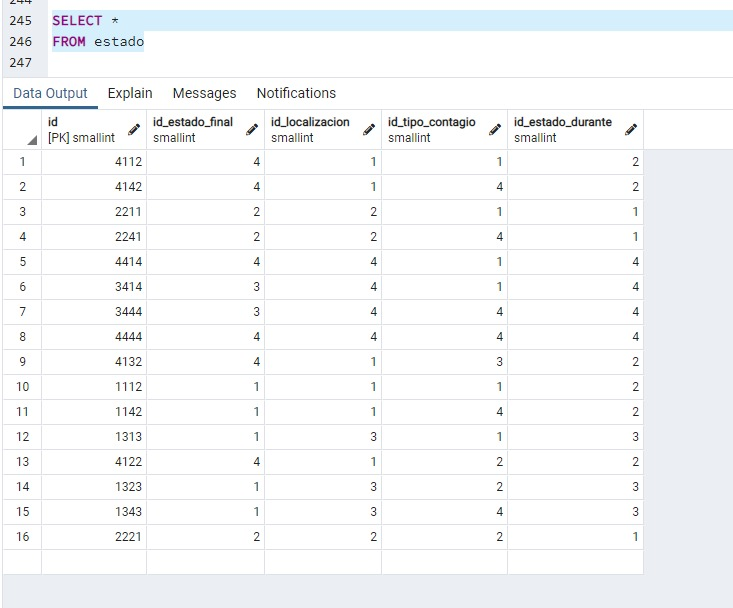 244
245 SELECT *
246 FROM estado
247
Data Output Explain Messages Notifications
id id_estado_final id_localizacion id_tipo_contagio id_estado_durante
[PK] smallint smallint smallint smallint smallint
1 4112 4 1 1 2
2 4142 4 1 4 2
3 2211 2 2 1 1
4 2241 2 2 4 1
5 4414 4 4 1 4
6 3414 3 4 1 4
7 3444 3 4 4 4
8 4444 4 4 4 4
9 4132 4 1 3 2
10 1112 1 1 1 2
11 1142 1 1 4 2
12 1313 1 3 1 3
13 4122 4 1 2 2
14 1323 1 3 2 3
15 1343 1 3 4 3
16 2221 2 2 2 1